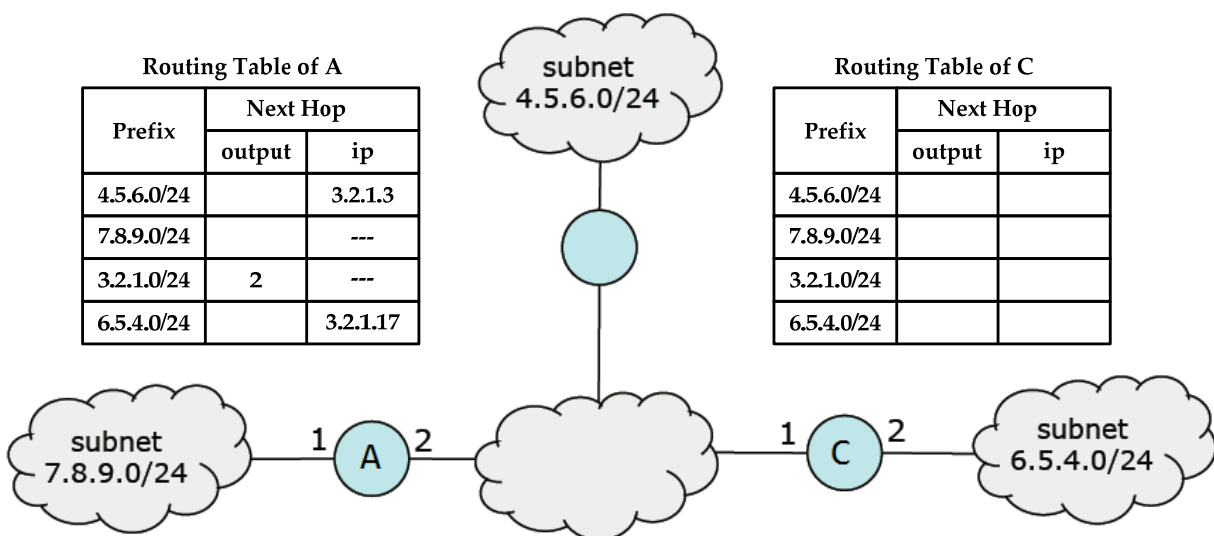 subnet
4.5.6.0/24
Routing Table of A
Prefix Next Hop
output ip
4.5.6.0/24 3.2.1.3
7.8.9.0/24 ---
3.2.1.0/24 2 ---
6.5.4.0/24 3.2.1.17
Routing Table of C
Prefix Next Hop
output ip
4.5.6.0/24
7.8.9.0/24
3.2.1.0/24
6.5.4.0/24
subnet
7.8.9.0/24
1 A 2
1 C 2
subnet
6.5.4.0/24